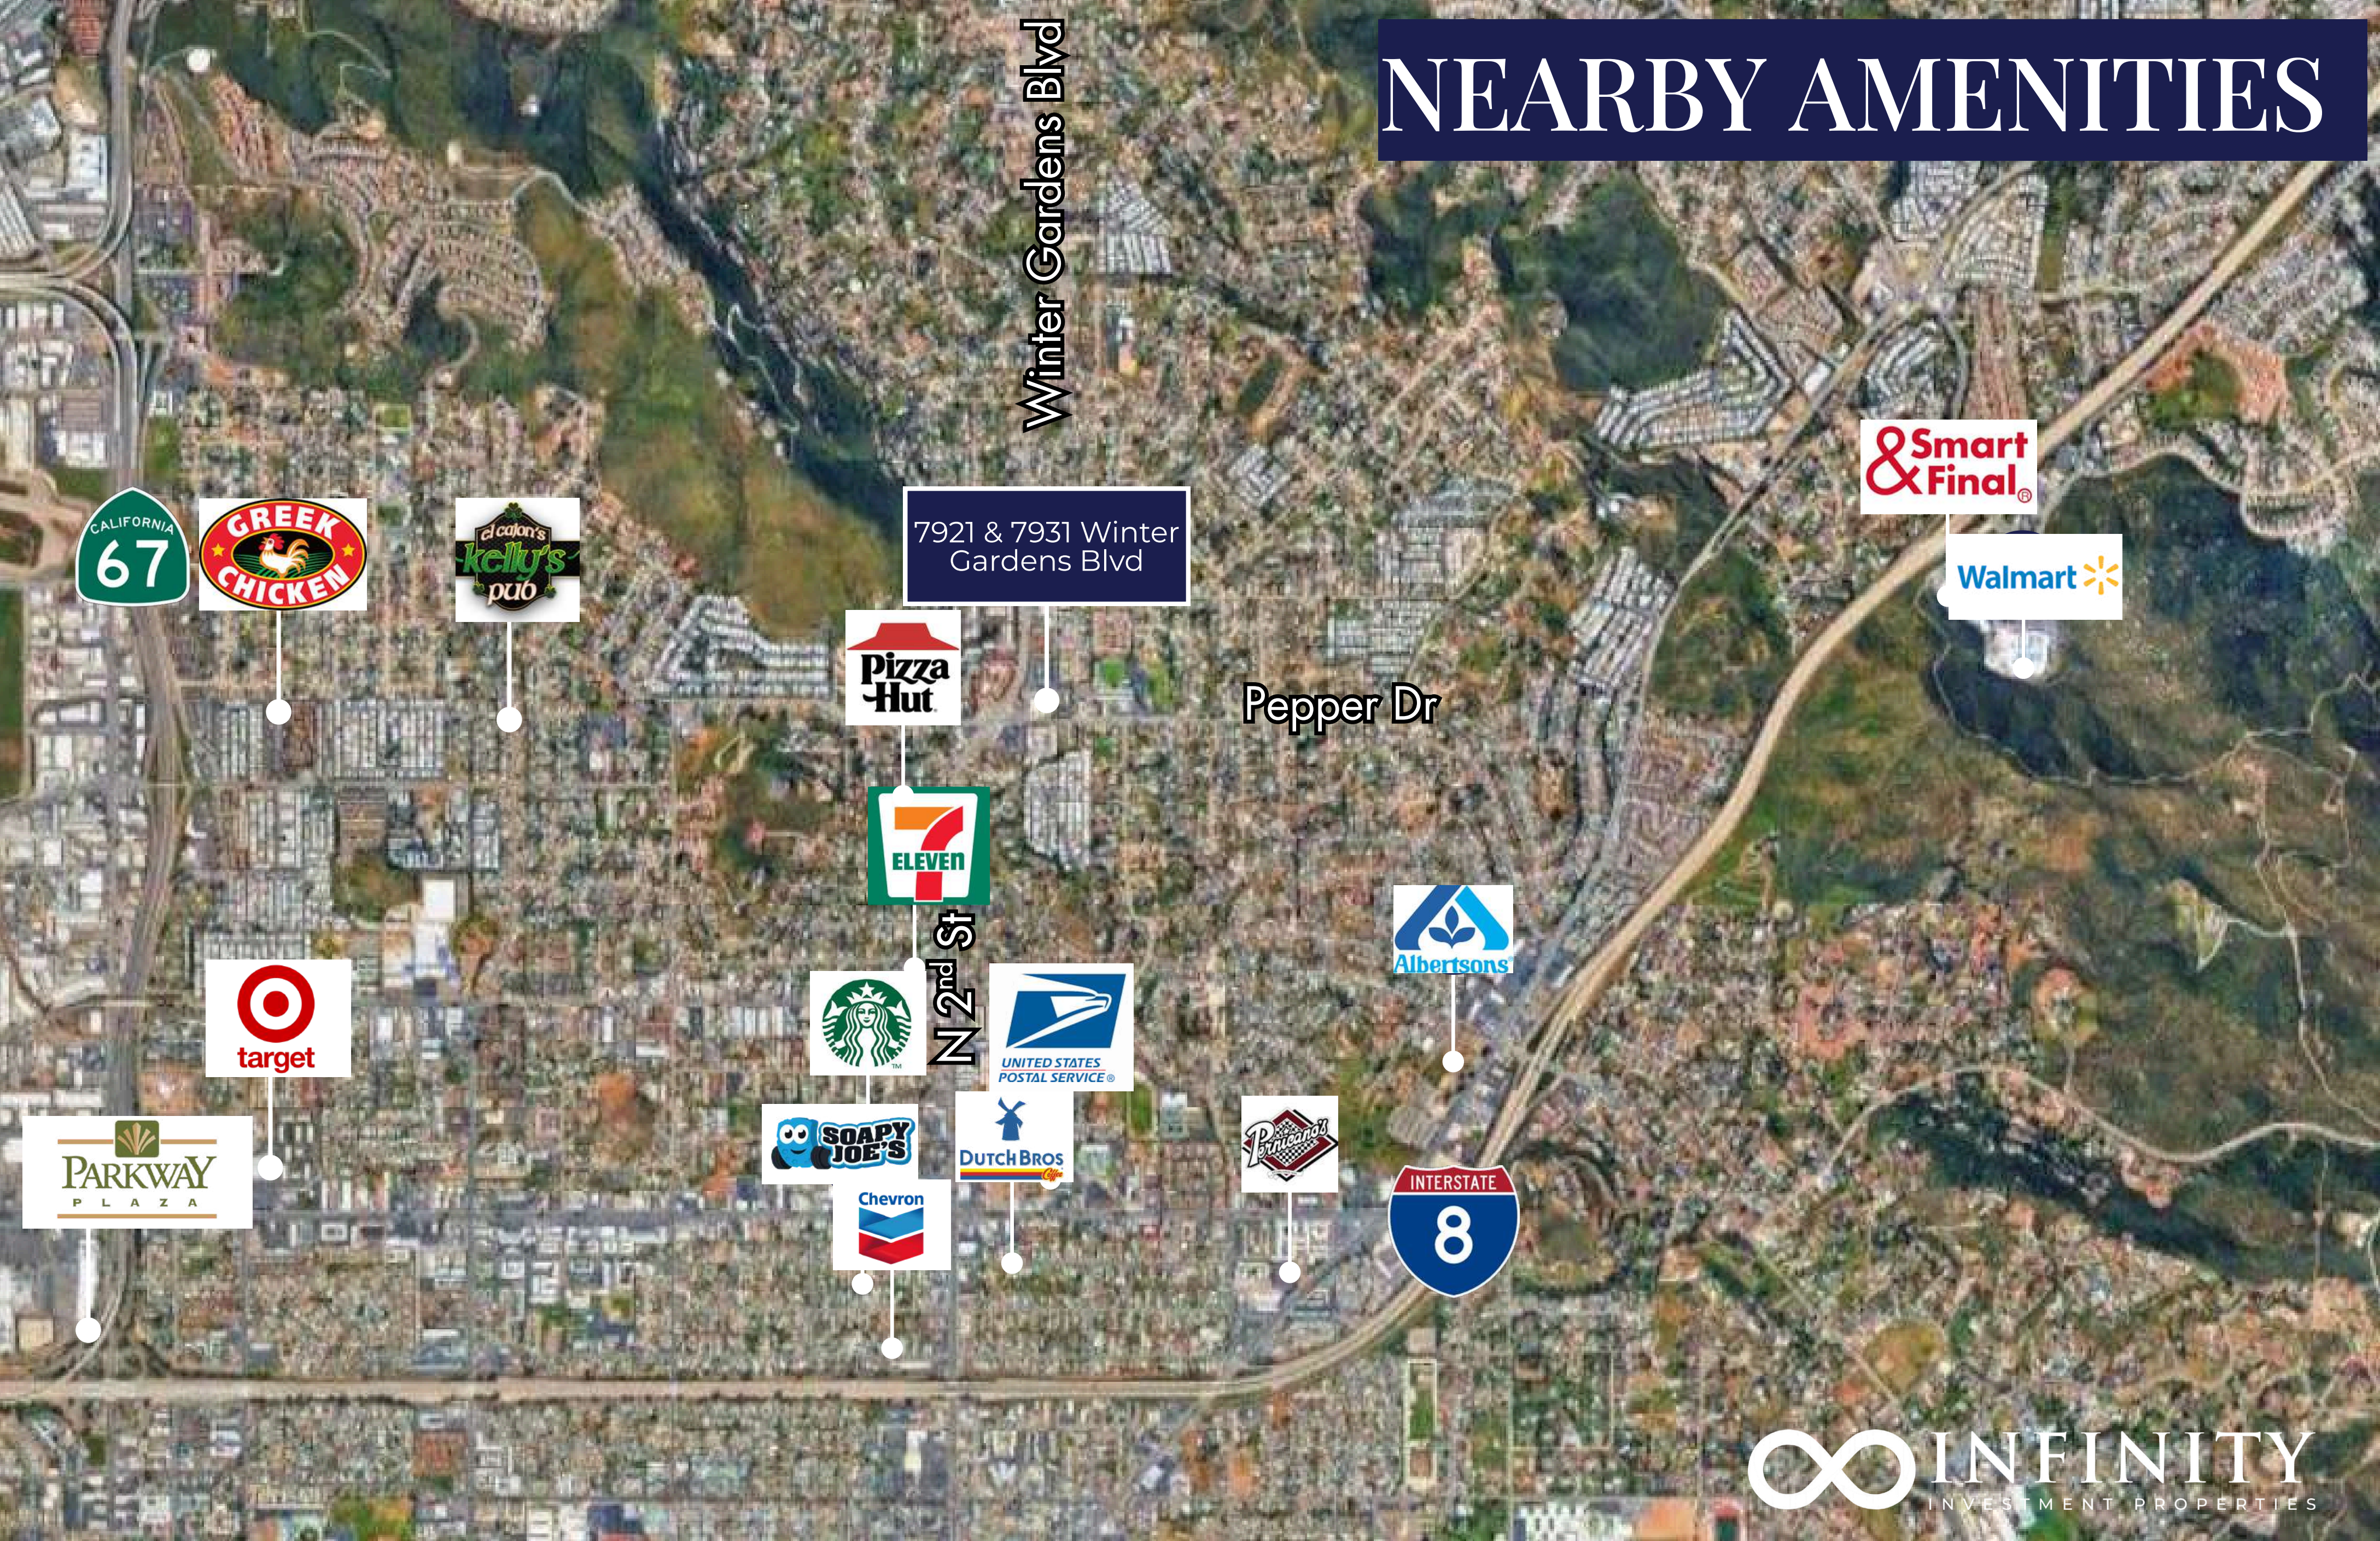 NEARBY AMENITIES
Winter Gardens Blvd
Smart
&Final®
CALIFORNIA
67
GREEK
CHICKEN
el cajon's
kelly's
pub
7921 & 7931 Winter
Gardens Blvd
Walmart
Pizza
Hut
Pepper Dr
7
ELEVEN
N 2nd St
Albertsons
target
TM
UNITED STATES
POSTAL SERVICE®
PARKWAY
PLAZA
SOAPY
JOE'S
DUTCH BROS
Coffee
Pernicano's
Chevron
INTERSTATE
8
INFINITY
INVESTMENT PROPERTIES